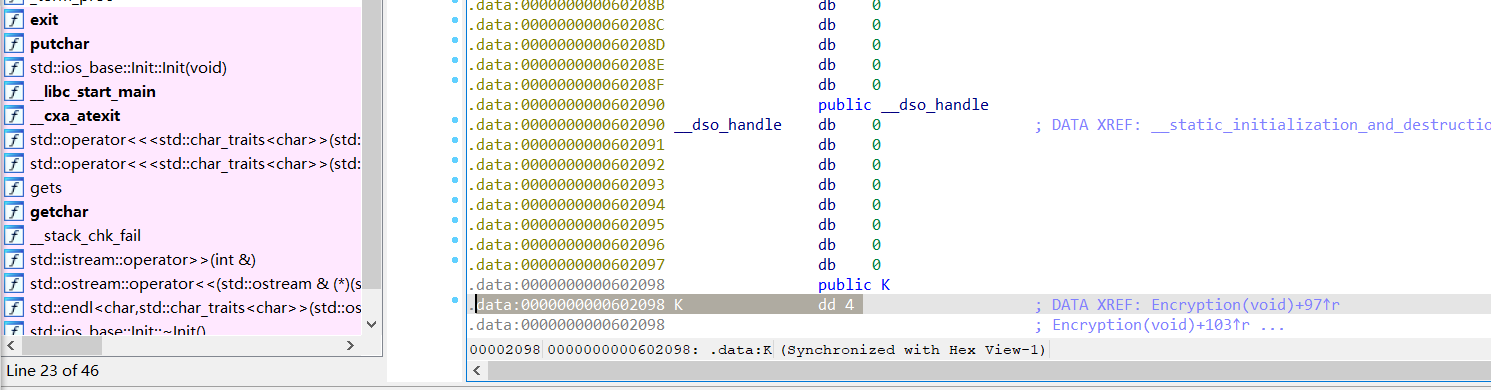 _term_proc
exit
putchar
std::ios_base::Init::Init(void)
__libc_start_main
__cxa_atexit
std::operator<<<std::char_traits<char>>(std:
std::operator<<<std::char_traits<char>>(std:
gets
getchar
__stack_chk_fail
std::istream::operator>>(int &)
std::ostream::operator<<(std::ostream & (*)(s
std::endl<char,std::char_traits<char>>(std::os
std::ios_base::Init::~Init()
Line 23 of 46
.data:000000000060208B db 0
.data:000000000060208C db 0
.data:000000000060208D db 0
.data:000000000060208E db 0
.data:000000000060208F db 0
.data:0000000000602090 public __dso_handle
.data:0000000000602090 __dso_handle db 0 ; DATA XREF: __static_initialization_and_destructio
.data:0000000000602091 db 0
.data:0000000000602092 db 0
.data:0000000000602093 db 0
.data:0000000000602094 db 0
.data:0000000000602095 db 0
.data:0000000000602096 db 0
.data:0000000000602097 db 0
.data:0000000000602098 public K
.data:0000000000602098 K dd 4 ; DATA XREF: Encryption(void)+97↑r
.data:0000000000602098 ; Encryption(void)+103↑r ...
00002098 0000000000602098: .data:K (Synchronized with Hex View-1)